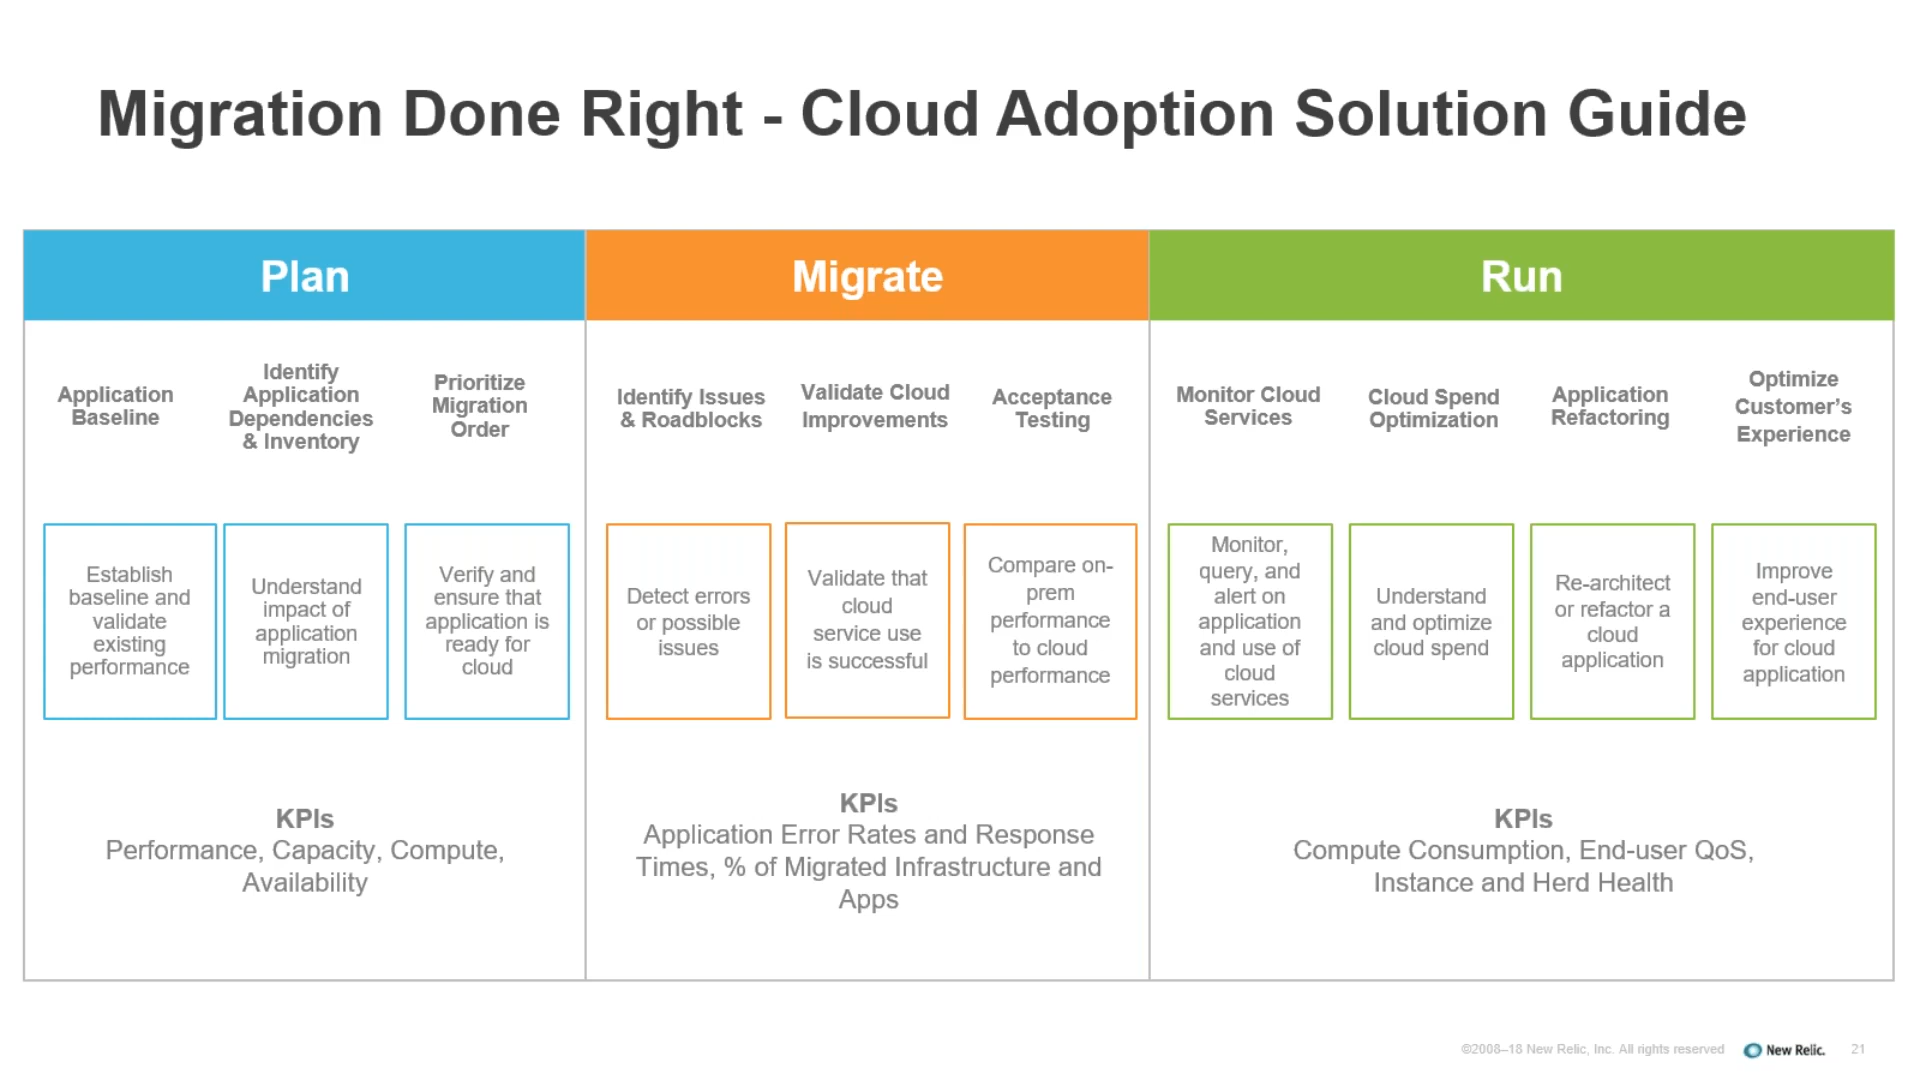 Migration Done Right - Cloud Adoption Solution Guide
Plan
Application
Baseline
Identify
Application
Dependencies
& Inventory
Prioritize
Migration
Order
Establish
baseline and
validate
existing
performance
Understand
impact of
application
migration
Verify and
ensure that
application is
ready for
cloud
KPIs
Performance, Capacity, Compute,
Availability
Migrate
Identify Issues
& Roadblocks
Validate Cloud
Improvements
Acceptance
Testing
Detect errors
or possible
issues
Validate that
cloud
service use
is successful
Compare on-
prem
performance
to cloud
performance
KPIs
Application Error Rates and Response
Times, % of Migrated Infrastructure and
Apps
Run
Monitor Cloud
Services
Cloud Spend
Optimization
Application
Refactoring
Optimize
Customer’s
Experience
Monitor,
query, and
alert on
application
and use of
cloud
services
Understand
and optimize
cloud spend
Re-architect
or refactor a
cloud
application
Improve
end-user
experience
for cloud
application
KPIs
Compute Consumption, End-user QoS,
Instance and Herd Health
©2008–18 New Relic, Inc. All rights reserved
New Relic.
21